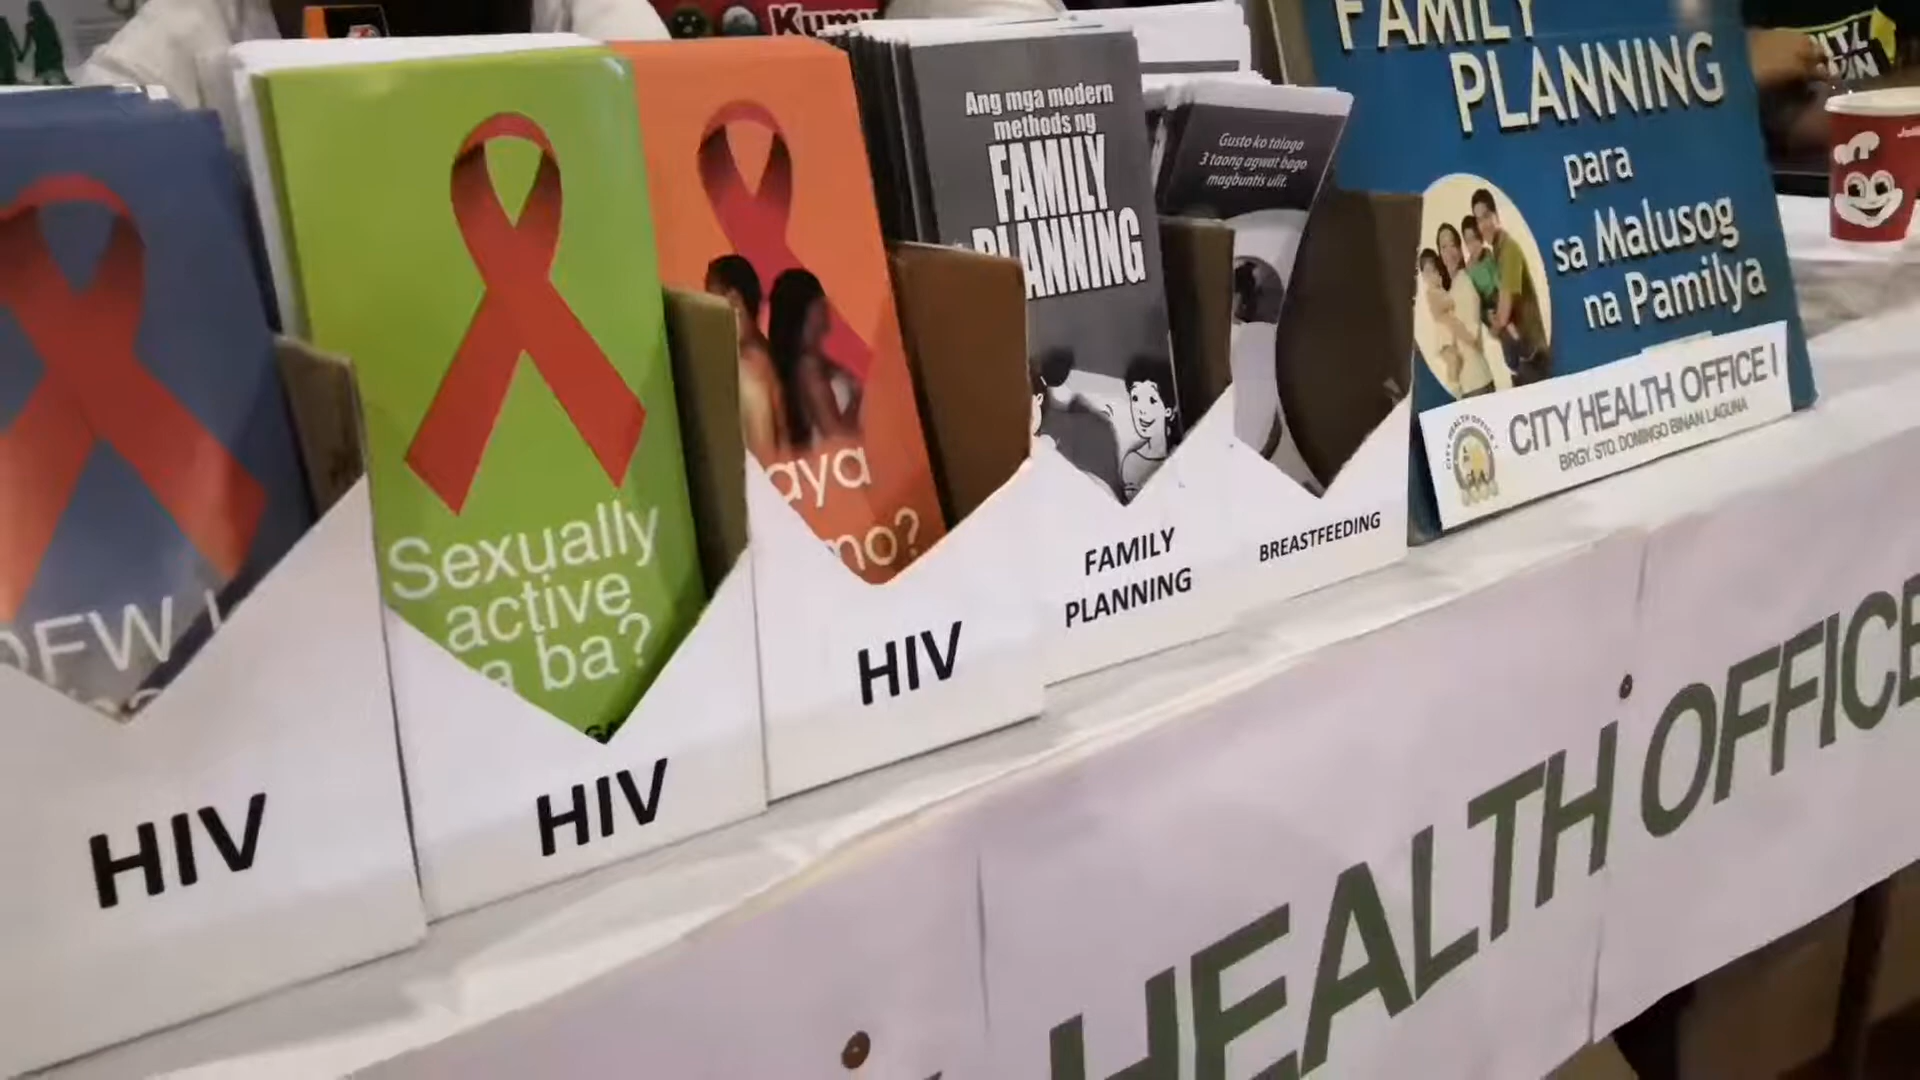 Sexually
active
ba?
HIV
HIV
aya
mo?
HIV
Ang mga modern
methods ng
FAMILY
PLANNING
FAMILY
PLANNING
Gusto ko talaga
3 taong agwat bago
magbuntis ulit.
BREASTFEEDING
FAMILY
PLANNING
para
sa Malusog
na Pamilya
CITY HEALTH OFFICE I
BRGY. STO. DOMINGO BINAN LAGUNA
HEALTH OFFICE